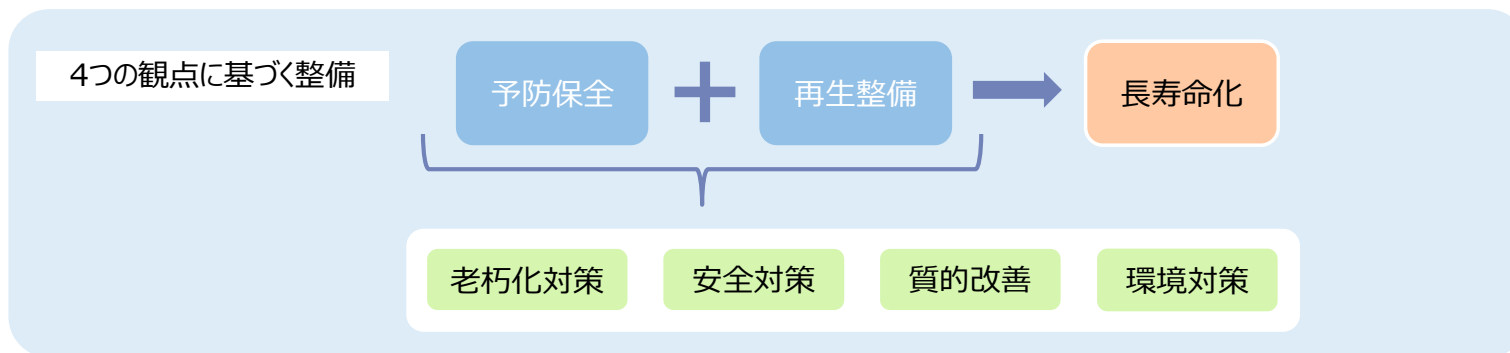 4つの観点に基づく整備
予防保全
再生整備
長寿命化
老朽化対策
安全対策
質的改善
環境対策